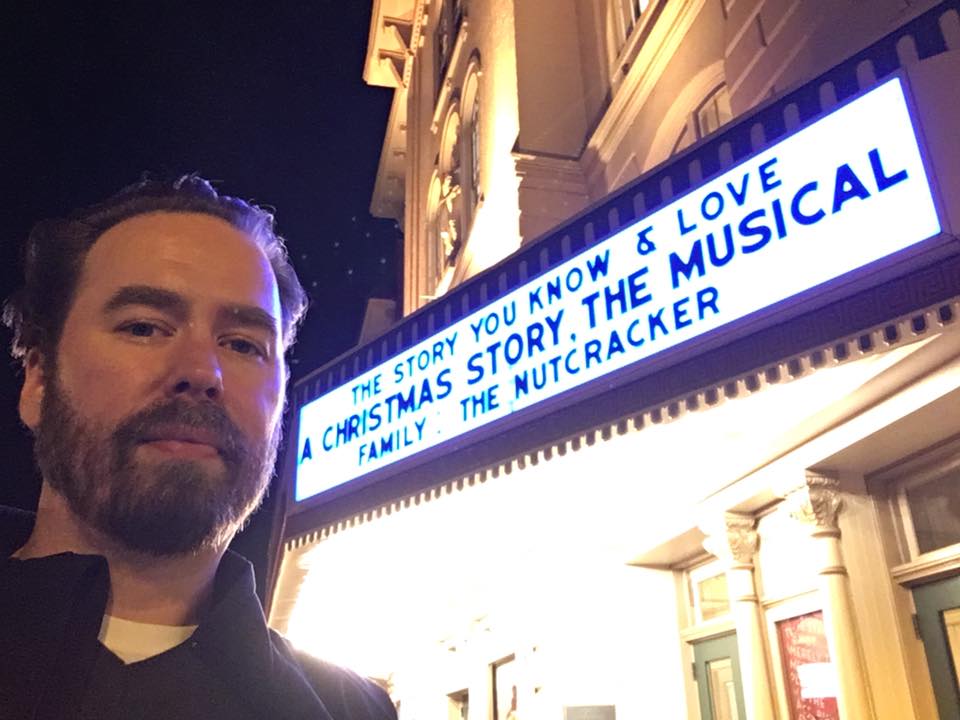 THE STORY YOU KNOW & LOVE
A CHRISTMAS STORY, THE MUSICAL
FAMILY: THE NUTCRACKER